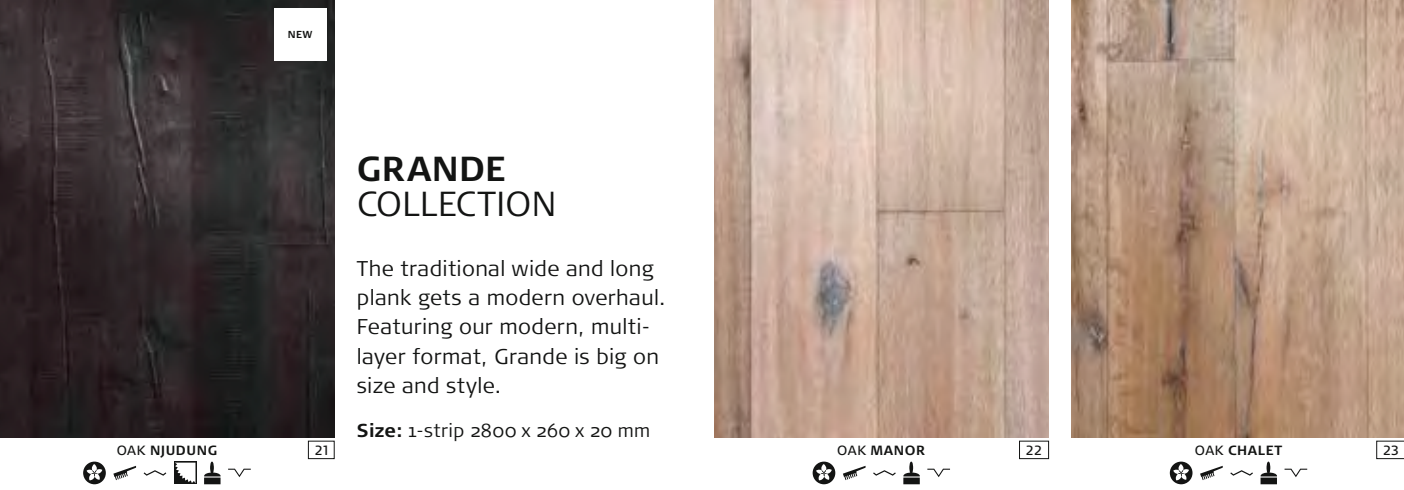 NEW
OAK NJUDUNG
21
GRANDE
COLLECTION
The traditional wide and long
plank gets a modern overhaul.
Featuring our modern, multi-
layer format, Grande is big on
size and style.
Size: 1-strip 2800 x 260 x 20 mm
OAK MANOR
22
OAK CHALET
23